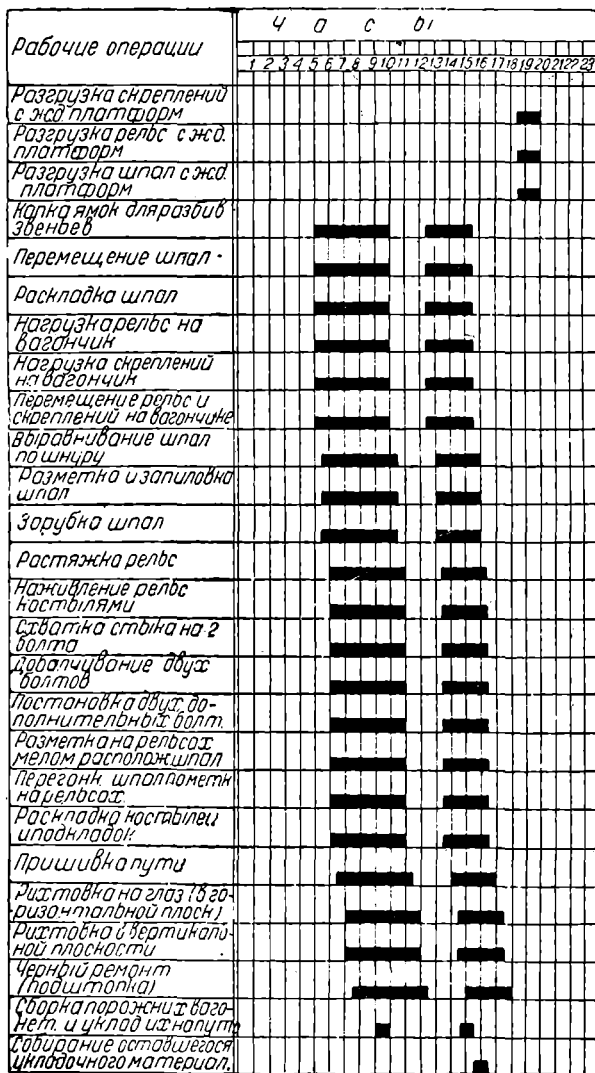 Ч а с ы
Рабочие операции
1 2 3 4 5 6 7 8 9 10 11 12 13 14 15 16 17 18 19 20 21 22 23
Разгрузка скреплений
с жд платформ
Разгрузка рельс с жд.
платформ
Разгрузка шпал с жд.
платформ
Копка ямок для разбив
звеньев
Перемещение шпал
Раскладка шпал
Нагрузка рельс на
вагончик
Нагрузка скреплений
на вагончик
Перемещение рельс и
скреплений на вагончике
Выравнивание шпал
по шнуру
Разметка и запиловка
шпал
Зарубка шпал
Растяжка рельс
Наживление рельс
костылями
Схватка стыка на 2
болта
Добалчивание двух
болтов
Постановка двух до-
полнительных болт.
Разметка на рельсах
мелом располож шпал
Перегонк. шпал по метк
на рельсах
Раскладка костылей
и подкладок
Пришивка пути
Рихтовка на глаз (в го-
ризонтальной плоск)
Рихтовка в вертикаль-
ной плоскости
Черный ремонт
(подштопка)
Сборка порожних ваго-
нет. и уклад их на путь
Собирание оставшегося
укладочного материал.